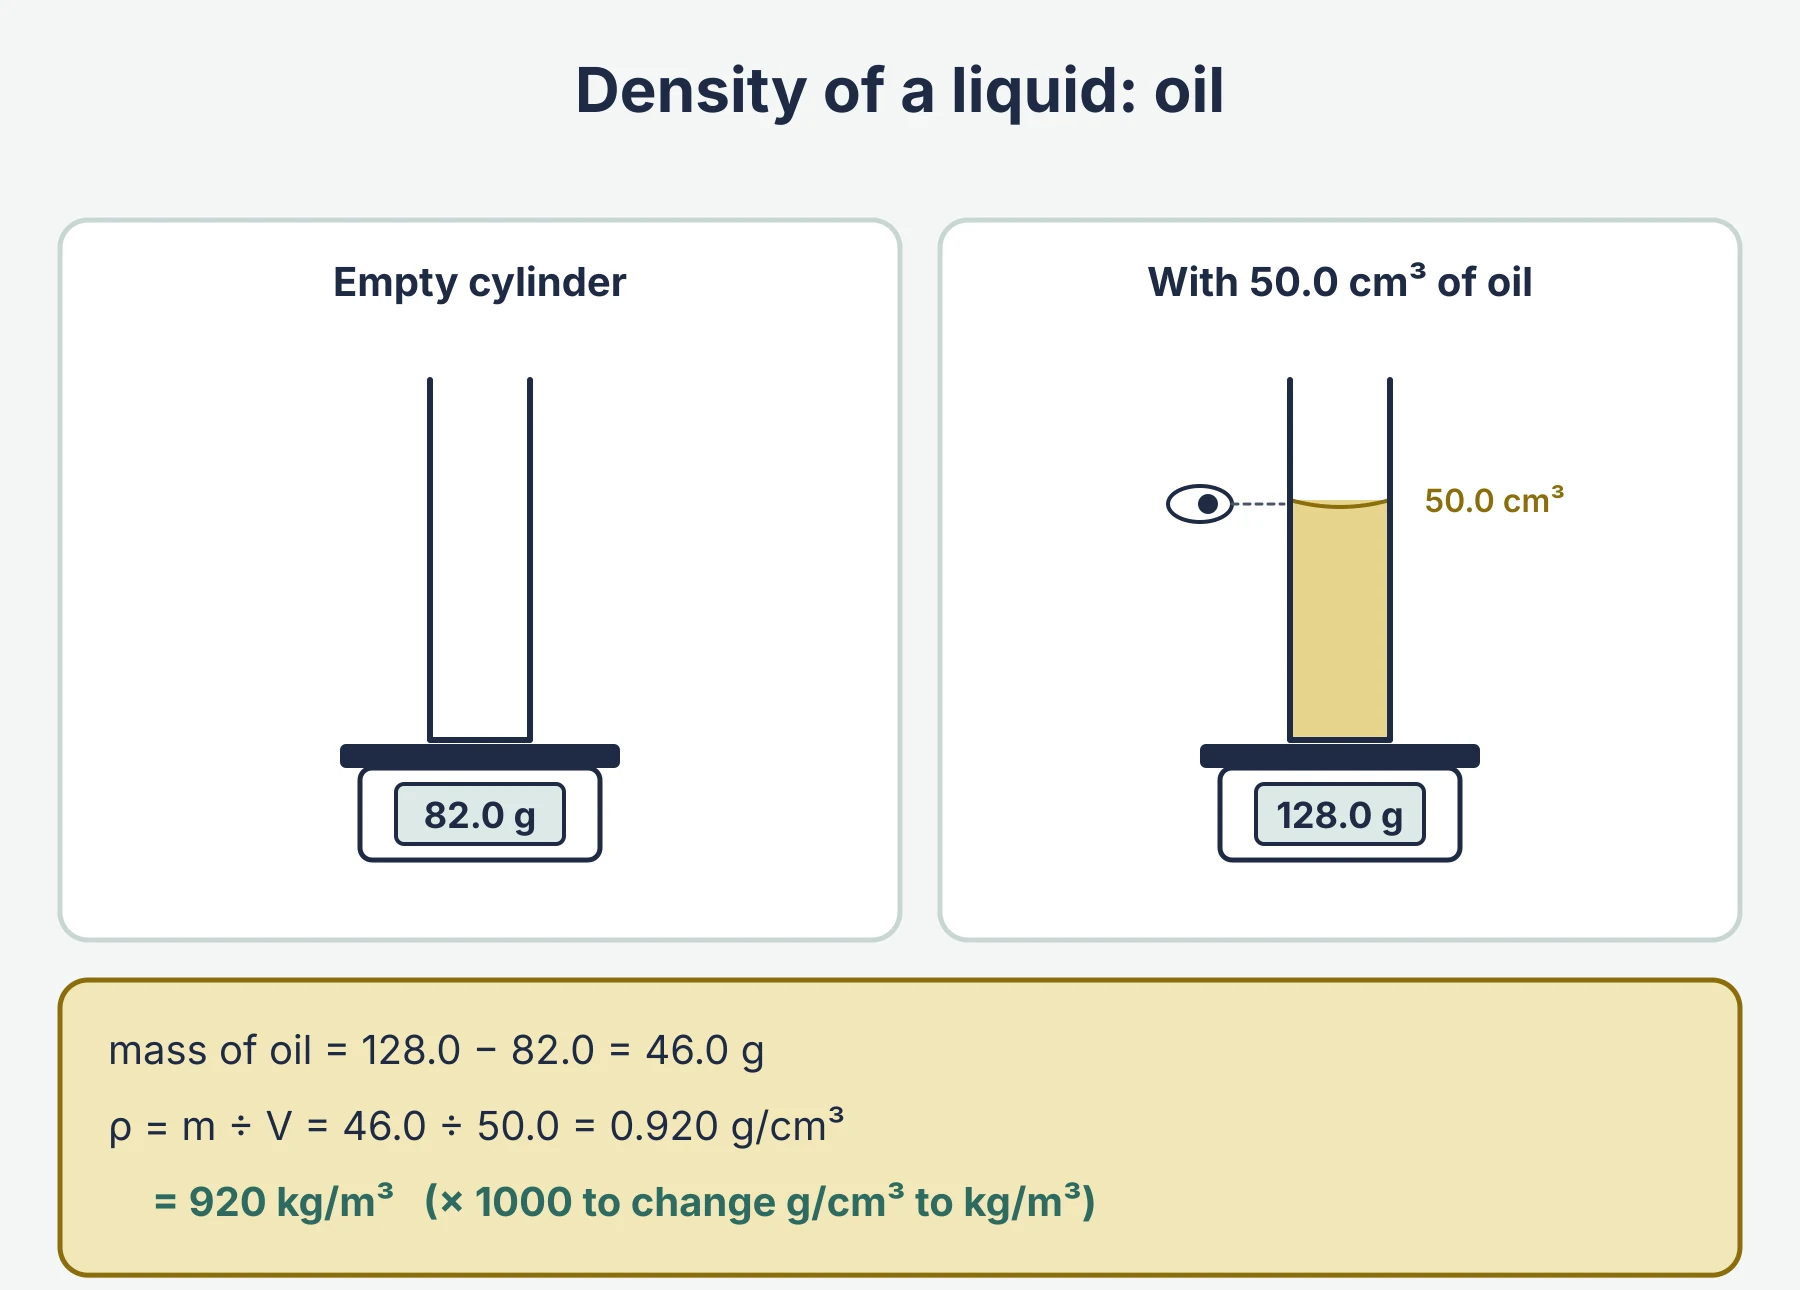 Density of a liquid: oil
Empty cylinder
82.0 g
With 50.0 cm³ of oil
50.0 cm³
128.0 g
mass of oil = 128.0 − 82.0 = 46.0 g
ρ = m ÷ V = 46.0 ÷ 50.0 = 0.920 g/cm³
= 920 kg/m³ (× 1000 to change g/cm³ to kg/m³)